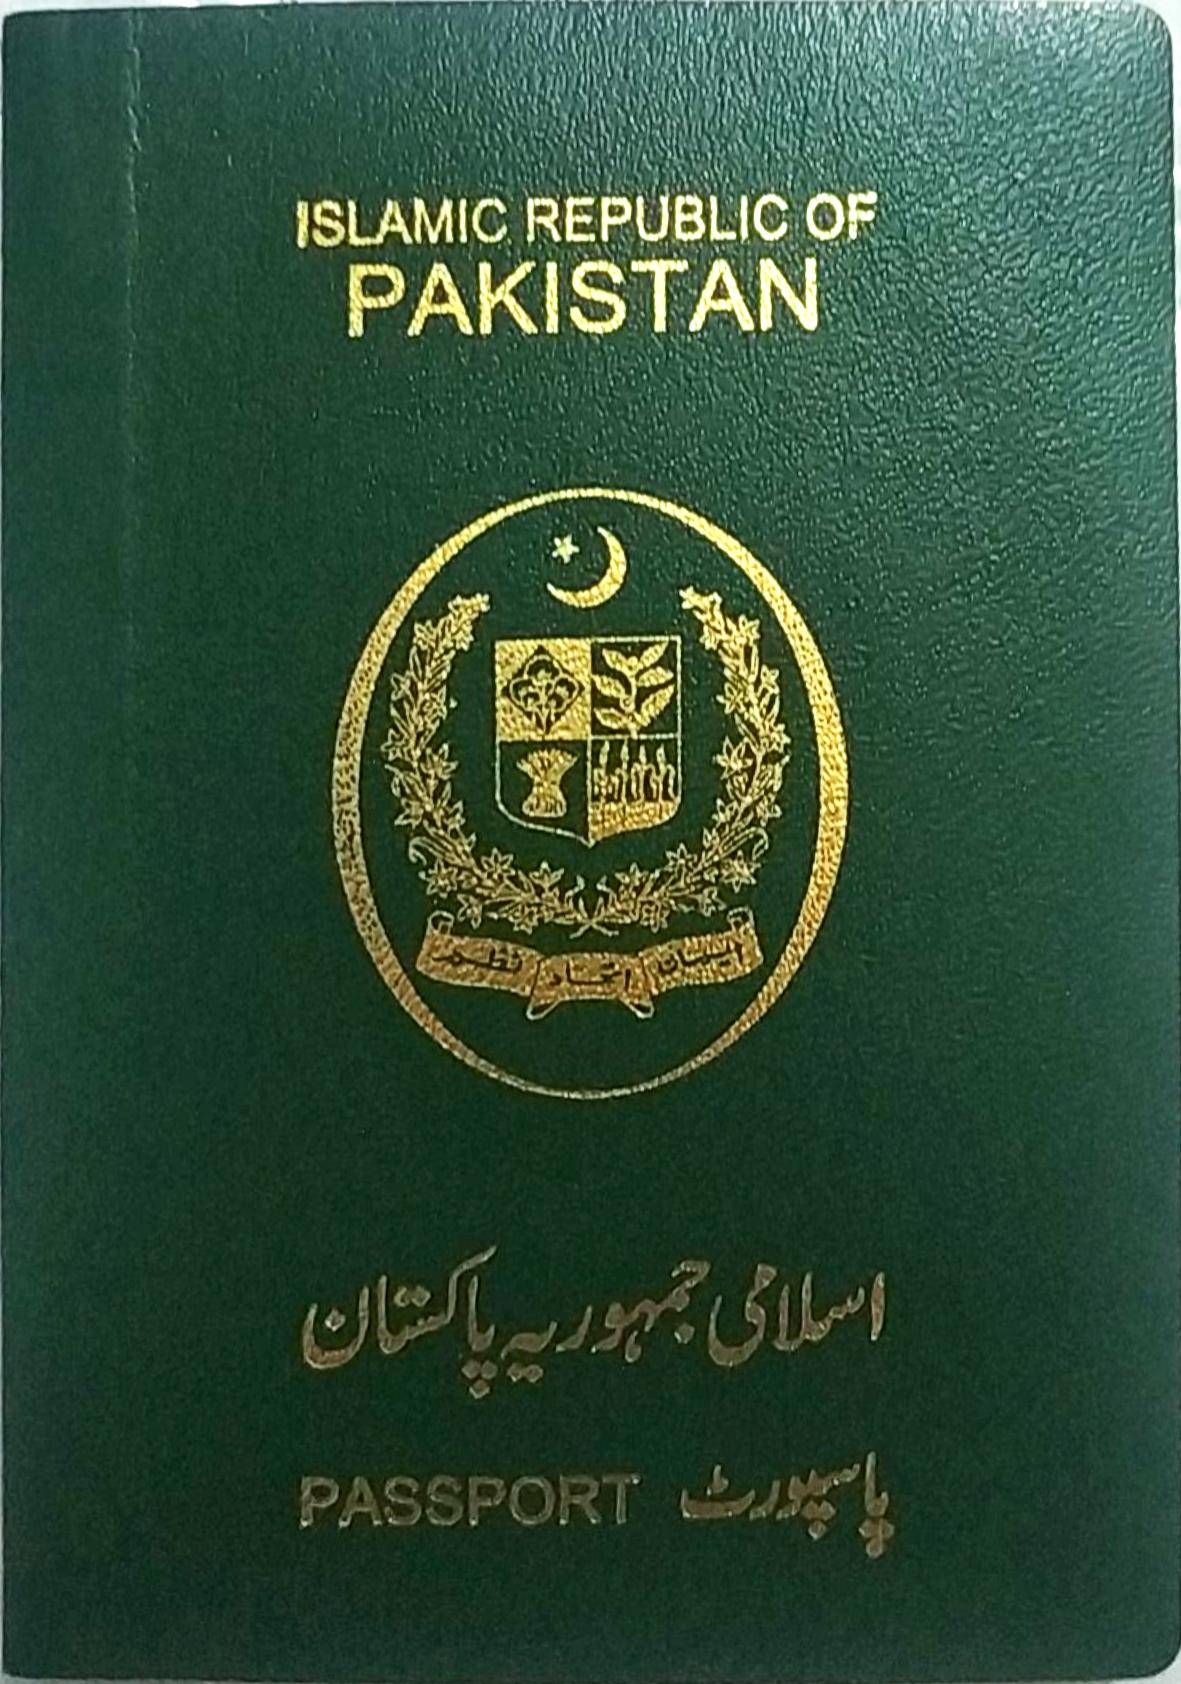 ISLAMIC REPUBLIC OF
PAKISTAN
ایمان اتحاد نظم
اسلامی جمہوریہ پاکستان
PASSPORT پاسپورٹ